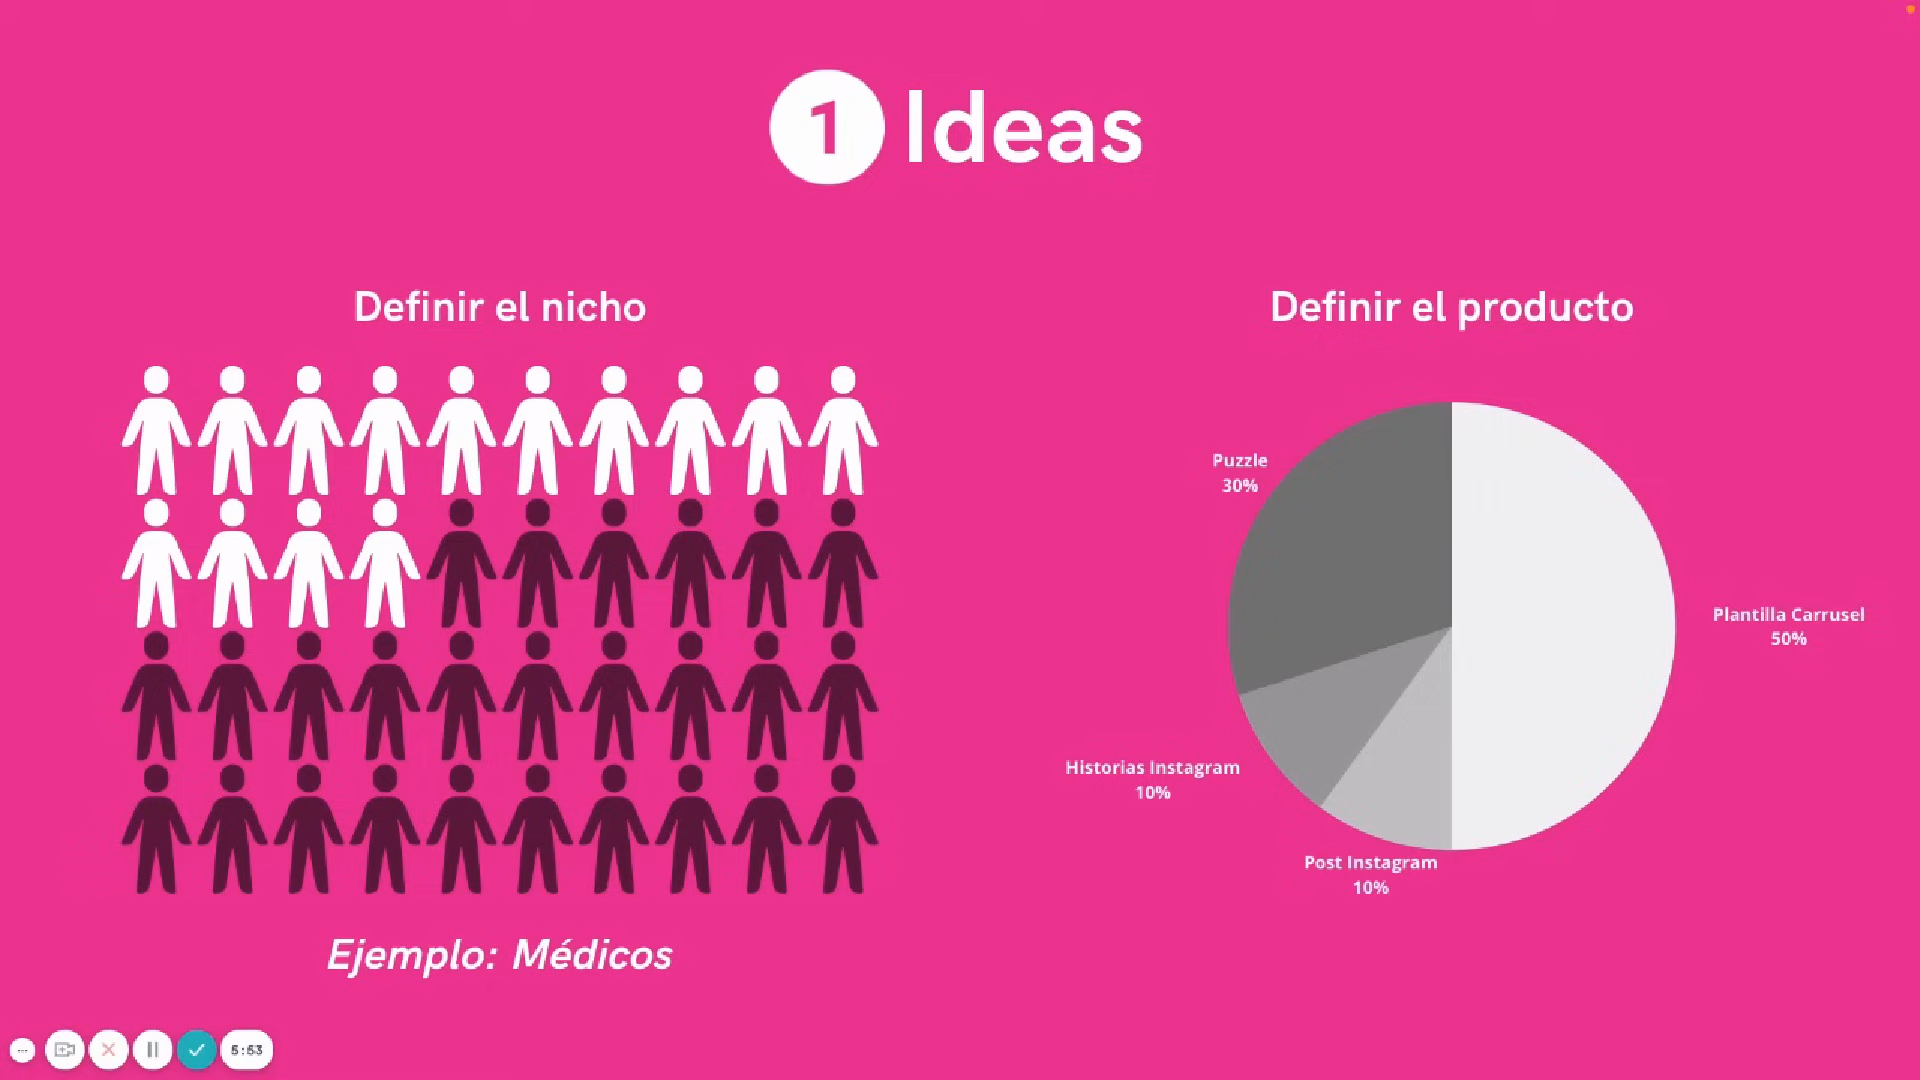 1 Ideas
Definir el nicho
Definir el producto
Puzzle
30%
Plantilla Carrusel
50%
Historias Instagram
10%
Post Instagram
10%
Ejemplo: Médicos
5:53